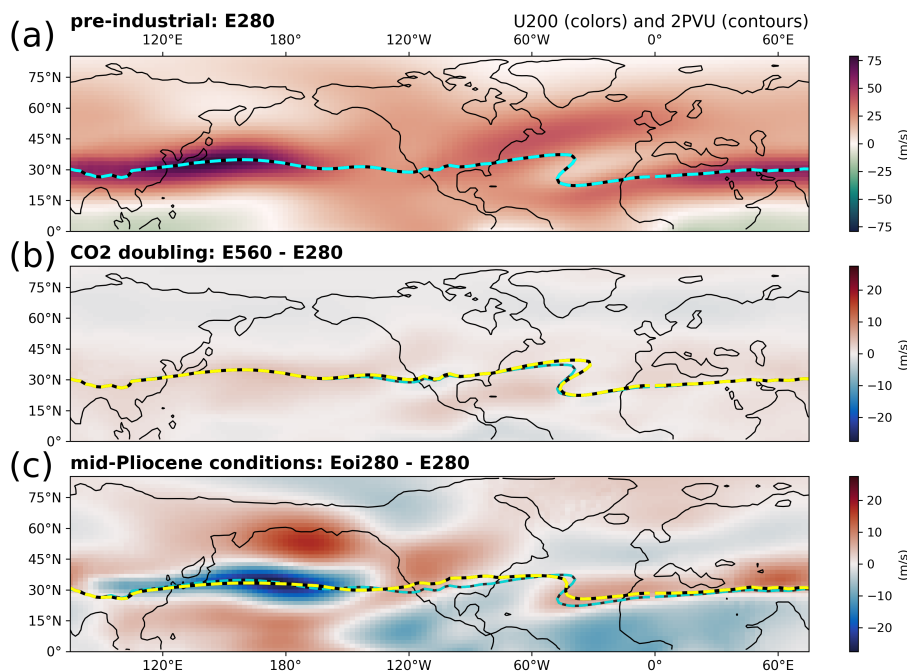 (a) pre-industrial: E280 U200 (colors) and 2PVU (contours)
120°E 180° 120°W 60°W 0° 60°E
75°N
60°N
45°N
30°N
15°N
0°
75
50
25
0
−25
−50
−75
(m/s)
(b) CO2 doubling: E560 - E280
75°N
60°N
45°N
30°N
15°N
0°
20
10
0
−10
−20
(m/s)
(c) mid-Pliocene conditions: Eoi280 - E280
75°N
60°N
45°N
30°N
15°N
0°
120°E 180° 120°W 60°W 0° 60°E
20
10
0
−10
−20
(m/s)